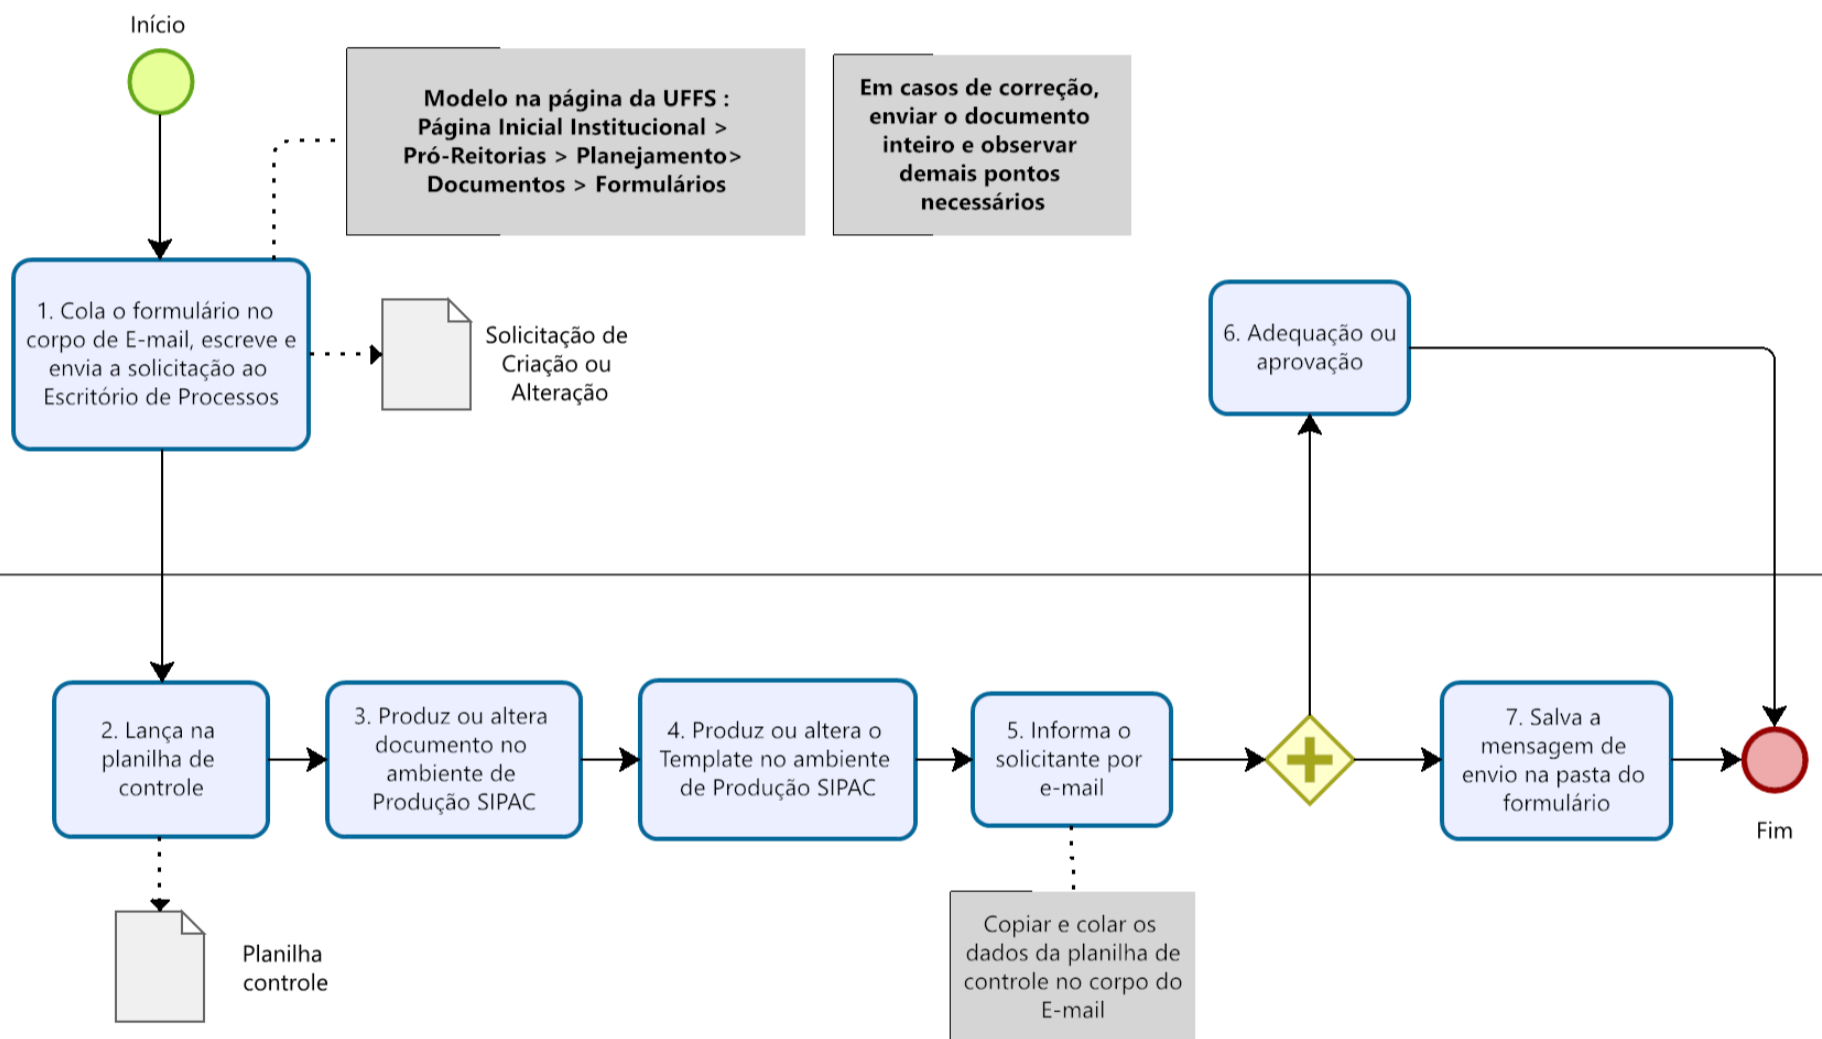 Início
Modelo na página da UFFS :
Página Inicial Institucional >
Pró-Reitorias > Planejamento>
Documentos > Formulários
Em casos de correção,
enviar o documento
inteiro e observar
demais pontos
necessários
1. Cola o formulário no
corpo de E-mail, escreve e
envia a solicitação ao
Escritório de Processos
Solicitação de
Criação ou
Alteração
6. Adequação ou
aprovação
2. Lança na
planilha de
controle
3. Produz ou altera
documento no
ambiente de
Produção SIPAC
4. Produz ou altera o
Template no ambiente
de Produção SIPAC
5. Informa o
solicitante por
e-mail
7. Salva a
mensagem de
envio na pasta do
formulário
Fim
Planilha
controle
Copiar e colar os
dados da planilha de
controle no corpo do
E-mail